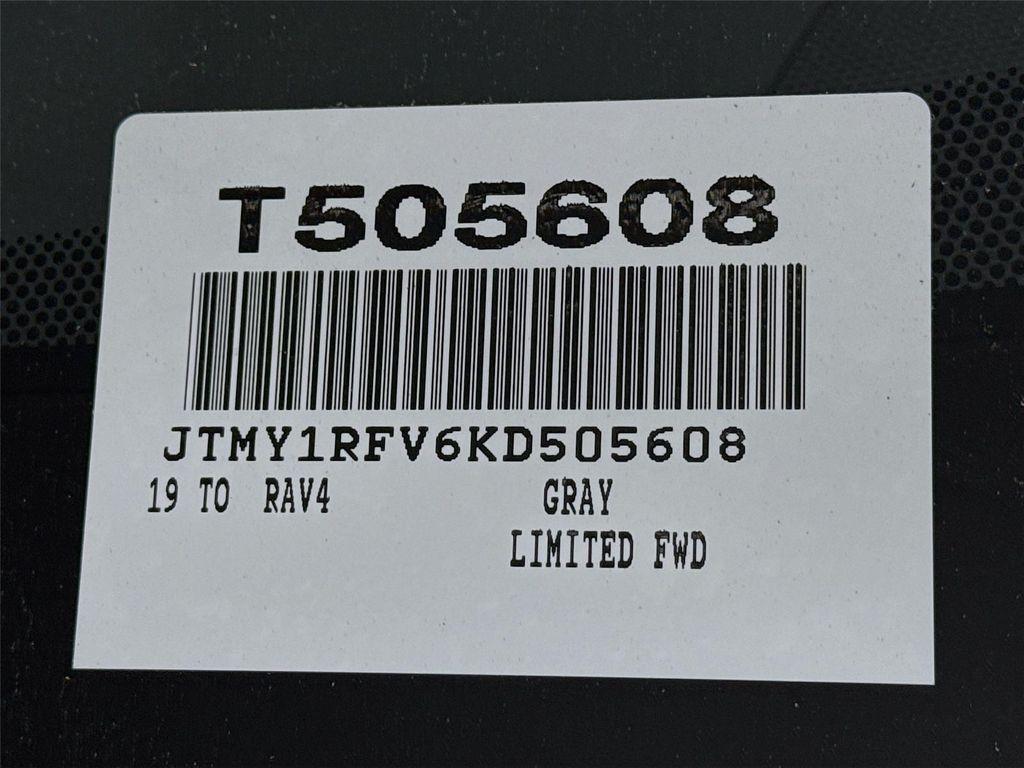 T505608
JTMY1RFV6KD505608
19 TO RAV4 GRAY
LIMITED FWD